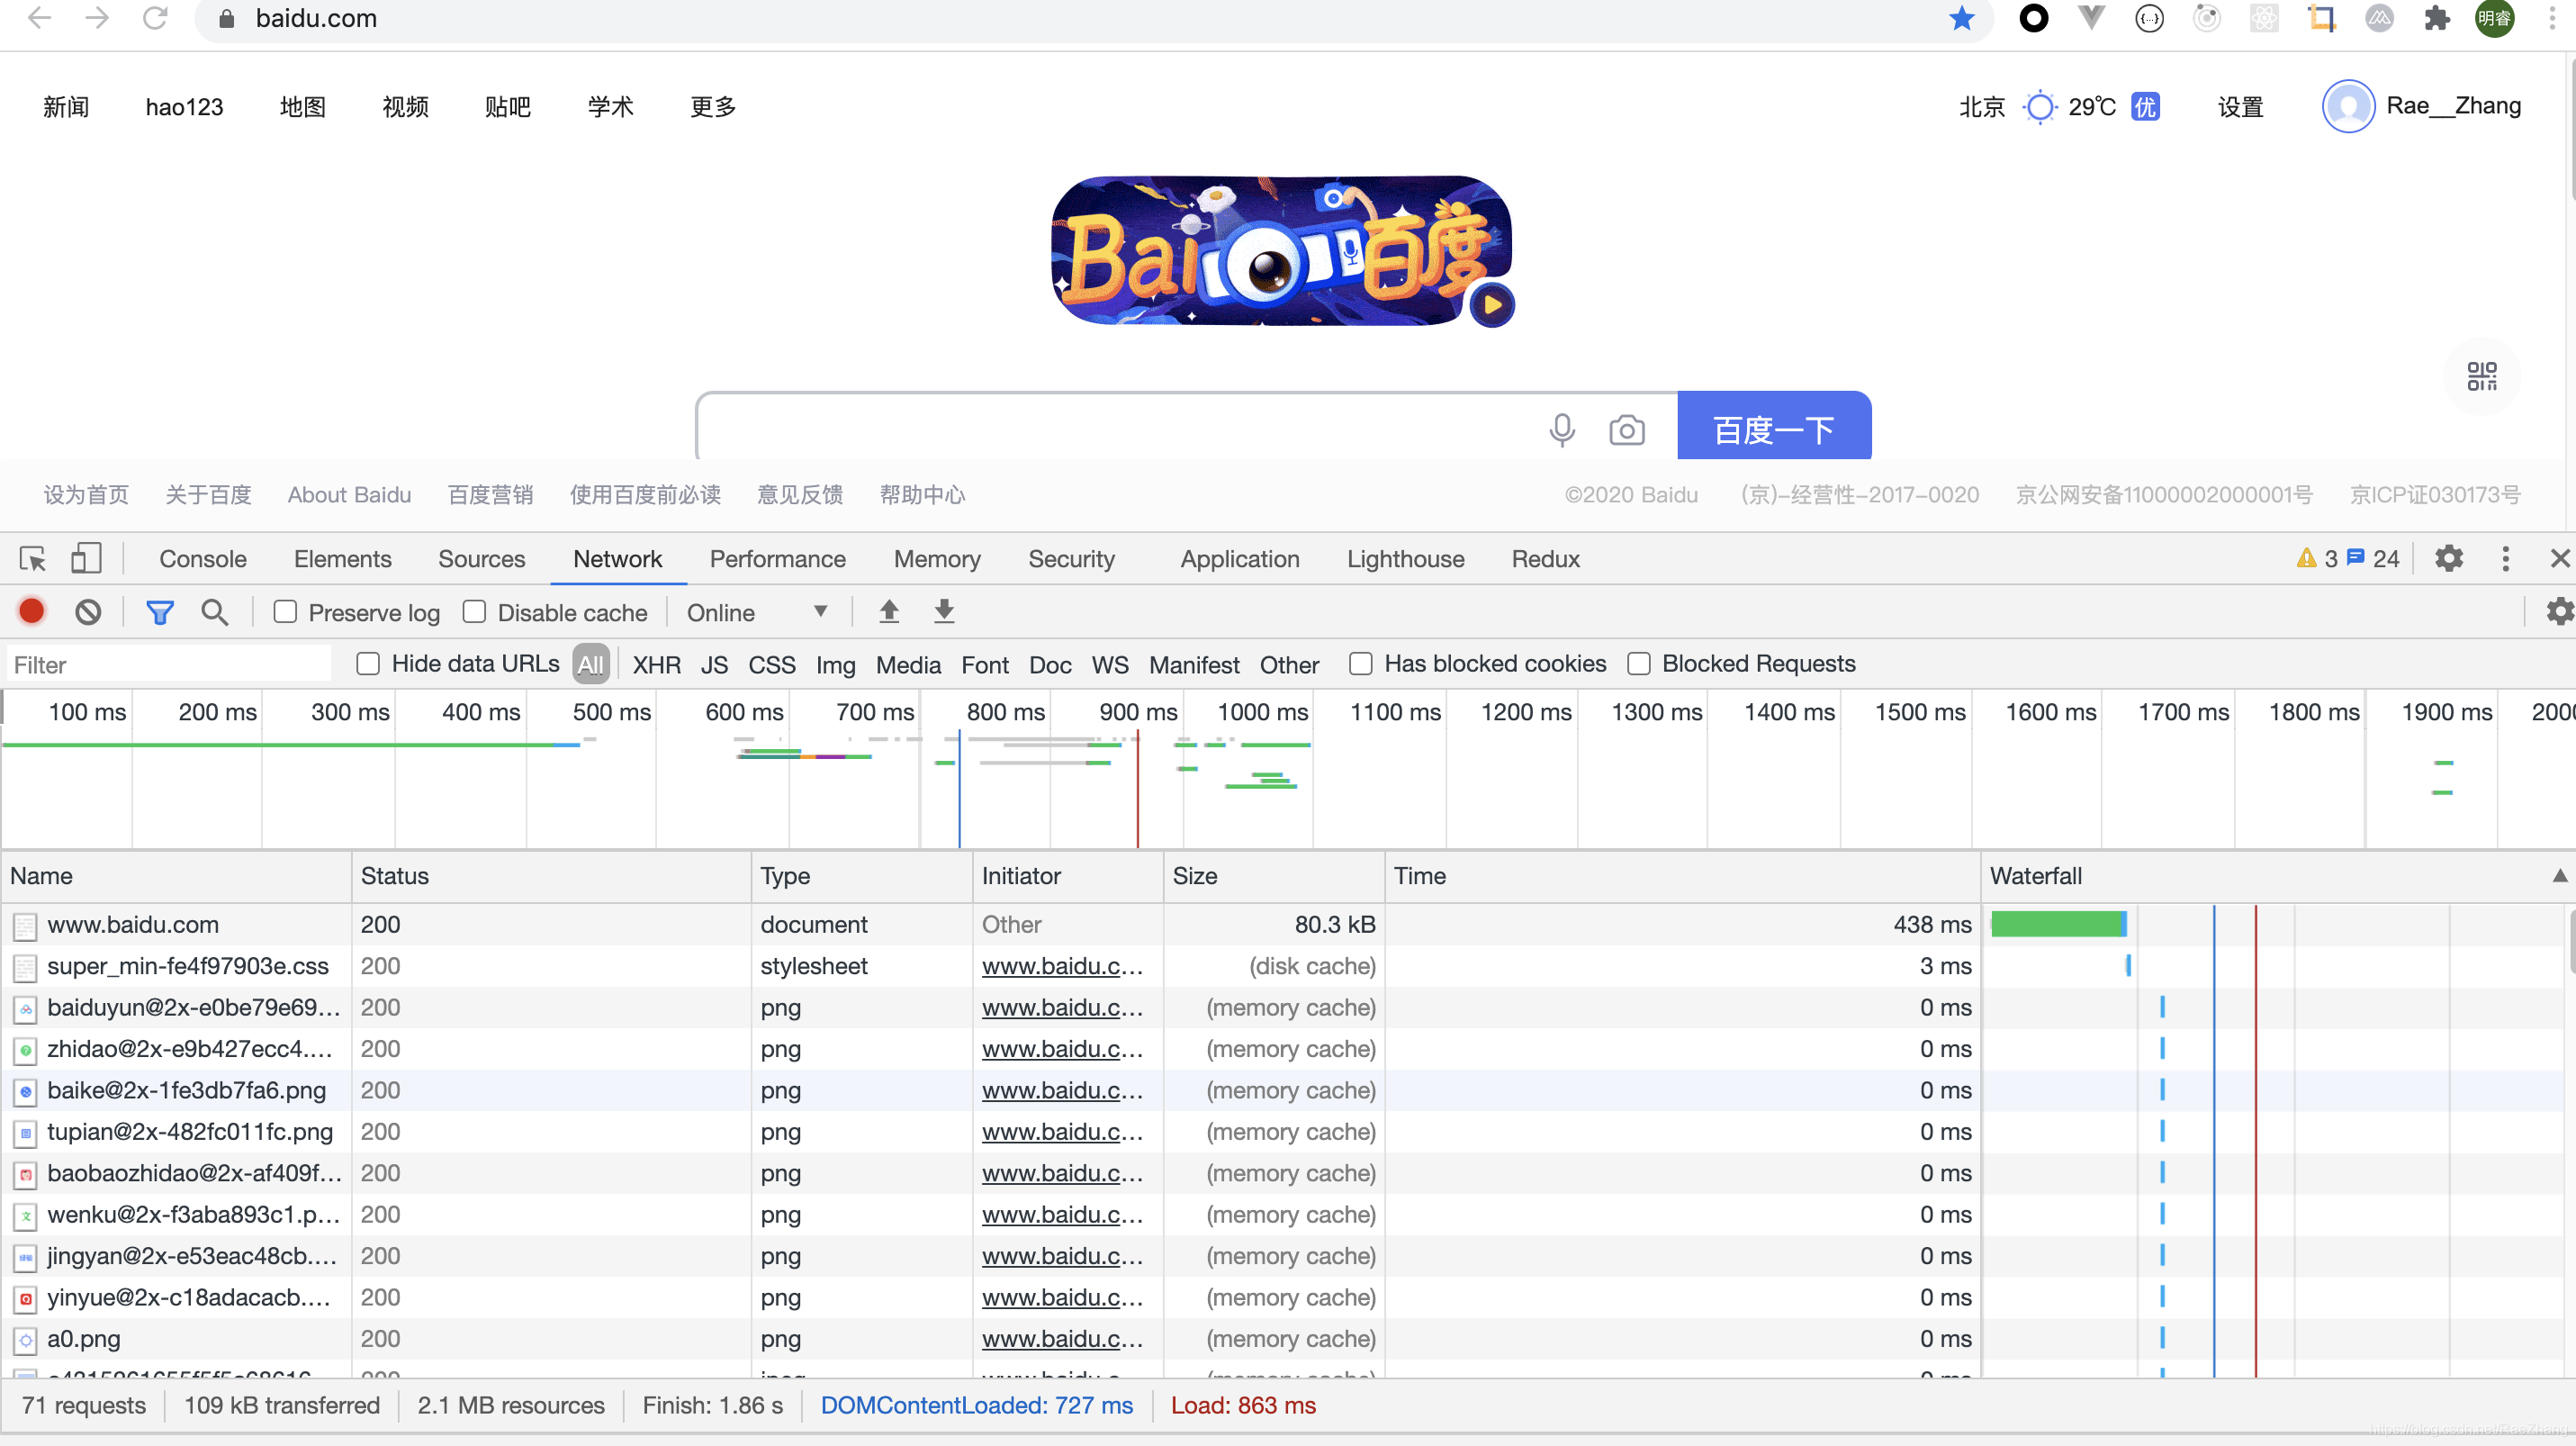 baidu.com
明睿
新闻 hao123 地图 视频 贴吧 学术 更多 北京 29℃ 优 设置 Rae__Zhang
Bai 百度
百度一下
设为首页 关于百度 About Baidu 百度营销 使用百度前必读 意见反馈 帮助中心 ©2020 Baidu (京)-经营性-2017-0020 京公网安备11000002000001号 京ICP证030173号
Console Elements Sources Network Performance Memory Security Application Lighthouse Redux 3 24
Preserve log Disable cache Online
Filter Hide data URLs All XHR JS CSS Img Media Font Doc WS Manifest Other Has blocked cookies Blocked Requests
100 ms 200 ms 300 ms 400 ms 500 ms 600 ms 700 ms 800 ms 900 ms 1000 ms 1100 ms 1200 ms 1300 ms 1400 ms 1500 ms 1600 ms 1700 ms 1800 ms 1900 ms 2000
Name Status Type Initiator Size Time Waterfall
www.baidu.com 200 document Other 80.3 kB 438 ms
super_min-fe4f97903e.css 200 stylesheet www.baidu.c… (disk cache) 3 ms
baiduyun@2x-e0be79e69… 200 png www.baidu.c… (memory cache) 0 ms
zhidao@2x-e9b427ecc4.… 200 png www.baidu.c… (memory cache) 0 ms
baike@2x-1fe3db7fa6.png 200 png www.baidu.c… (memory cache) 0 ms
tupian@2x-482fc011fc.png 200 png www.baidu.c… (memory cache) 0 ms
baobaozhidao@2x-af409f… 200 png www.baidu.c… (memory cache) 0 ms
wenku@2x-f3aba893c1.p… 200 png www.baidu.c… (memory cache) 0 ms
jingyan@2x-e53eac48cb.… 200 png www.baidu.c… (memory cache) 0 ms
yinyue@2x-c18adacacb.… 200 png www.baidu.c… (memory cache) 0 ms
a0.png 200 png www.baidu.c… (memory cache) 0 ms
71 requests 109 kB transferred 2.1 MB resources Finish: 1.86 s DOMContentLoaded: 727 ms Load: 863 ms
https://blog.csdn.net/RaeZhang